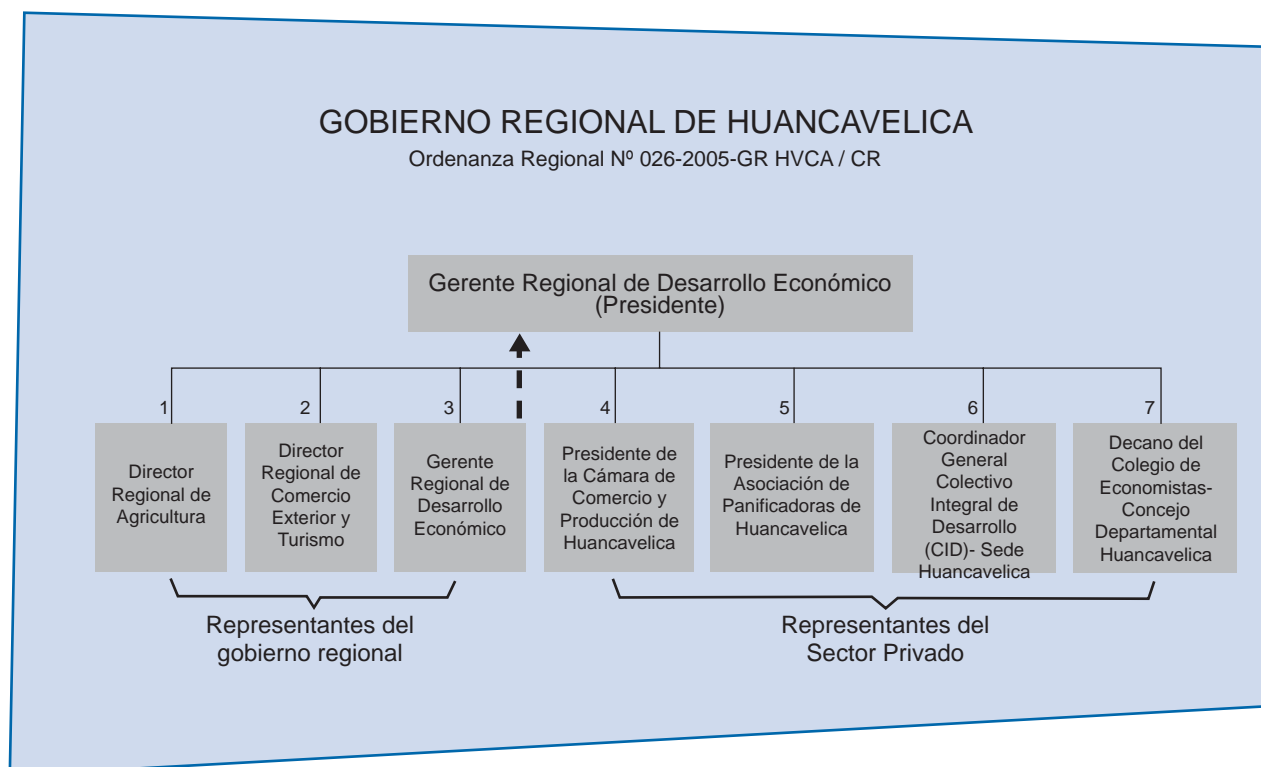 GOBIERNO REGIONAL DE HUANCAVELICA
Ordenanza Regional Nº 026-2005-GR HVCA / CR
Gerente Regional de Desarrollo Económico
(Presidente)
1
Director
Regional de
Agricultura
2
Director
Regional de
Comercio
Exterior y
Turismo
3
Gerente
Regional de
Desarrollo
Económico
4
Presidente de
la Cámara de
Comercio y
Producción de
Huancavelica
5
Presidente de la
Asociación de
Panificadoras de
Huancavelica
6
Coordinador
General
Colectivo
Integral de
Desarrollo
(CID)- Sede
Huancavelica
7
Decano del
Colegio de
Economistas-
Concejo
Departamental
Huancavelica
Representantes del
gobierno regional
Representantes del
Sector Privado